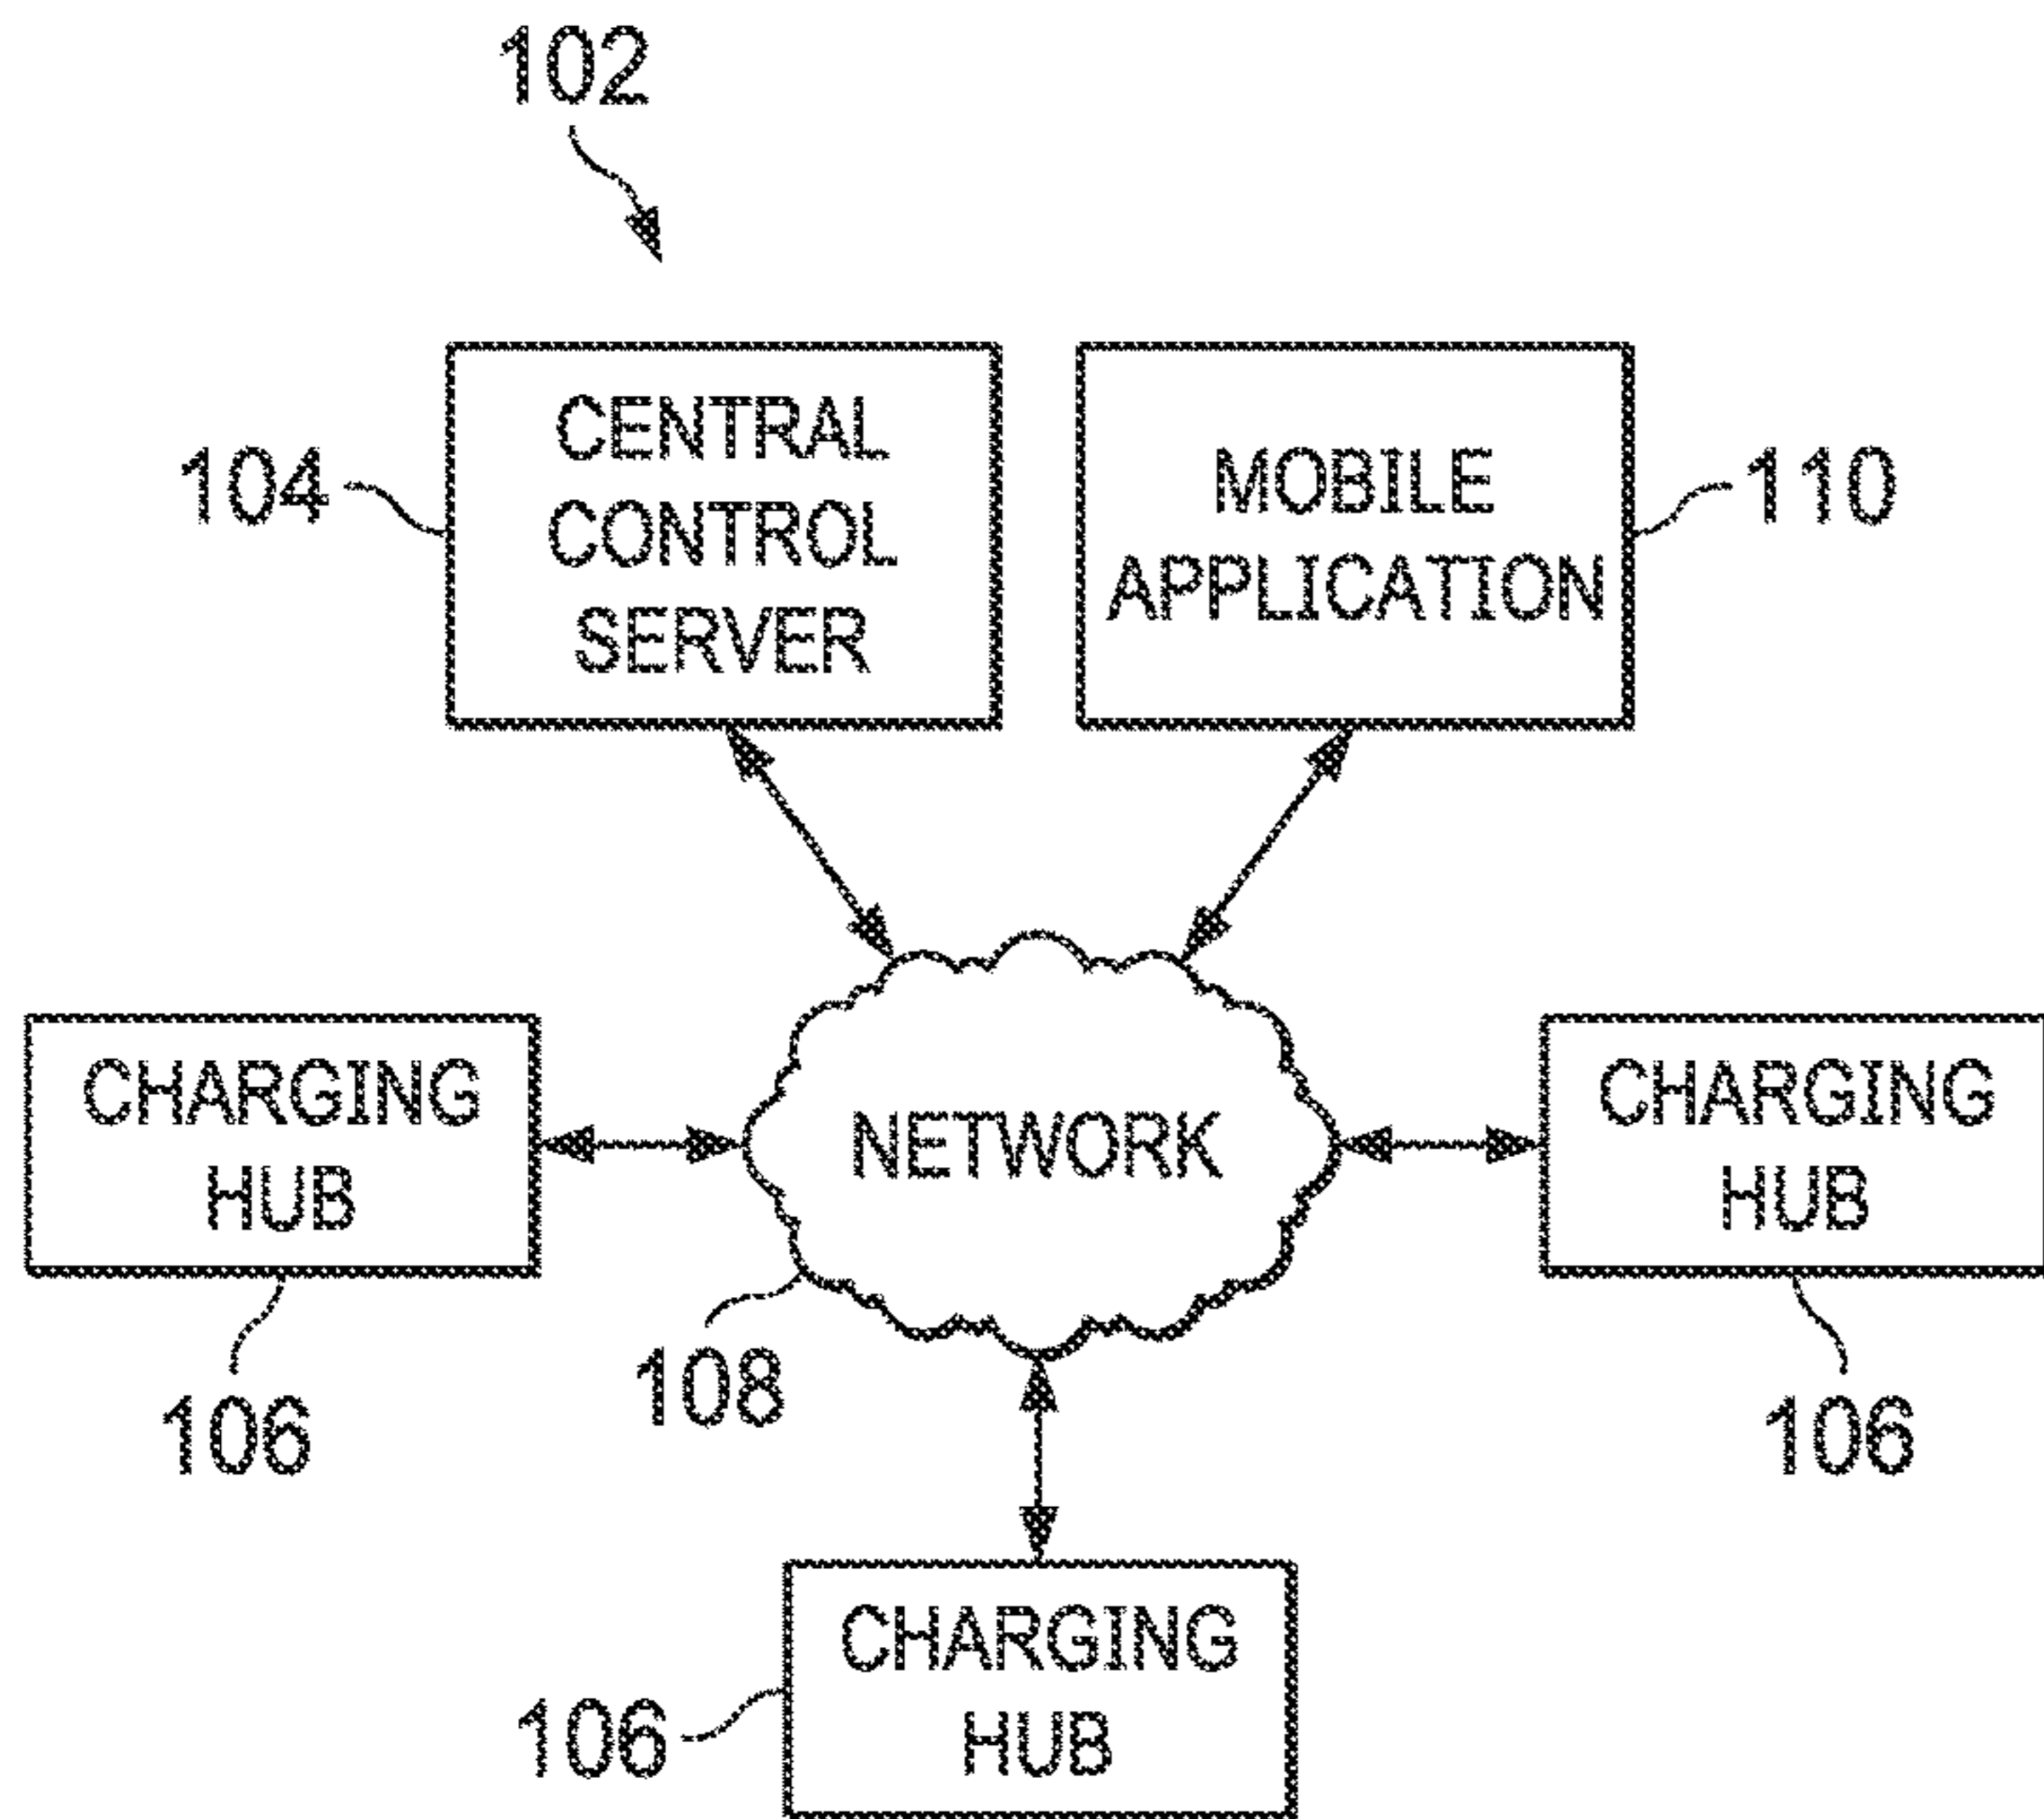 102
CENTRAL
CONTROL
SERVER
104
MOBILE
APPLICATION
110
CHARGING
HUB
106
NETWORK
108
CHARGING
HUB
106
CHARGING
HUB
106